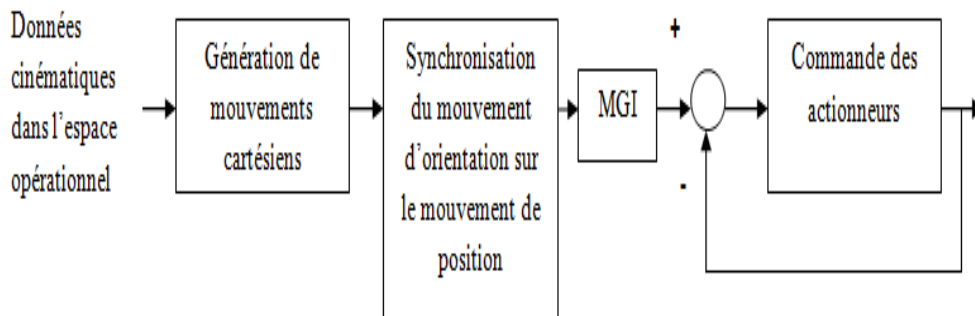 Données
cinématiques
dans l'espace
opérationnel
Génération de
mouvements
cartésiens
Synchronisation
du mouvement
d'orientation sur
le mouvement de
position
MGI
+
-
Commande des
actionneurs